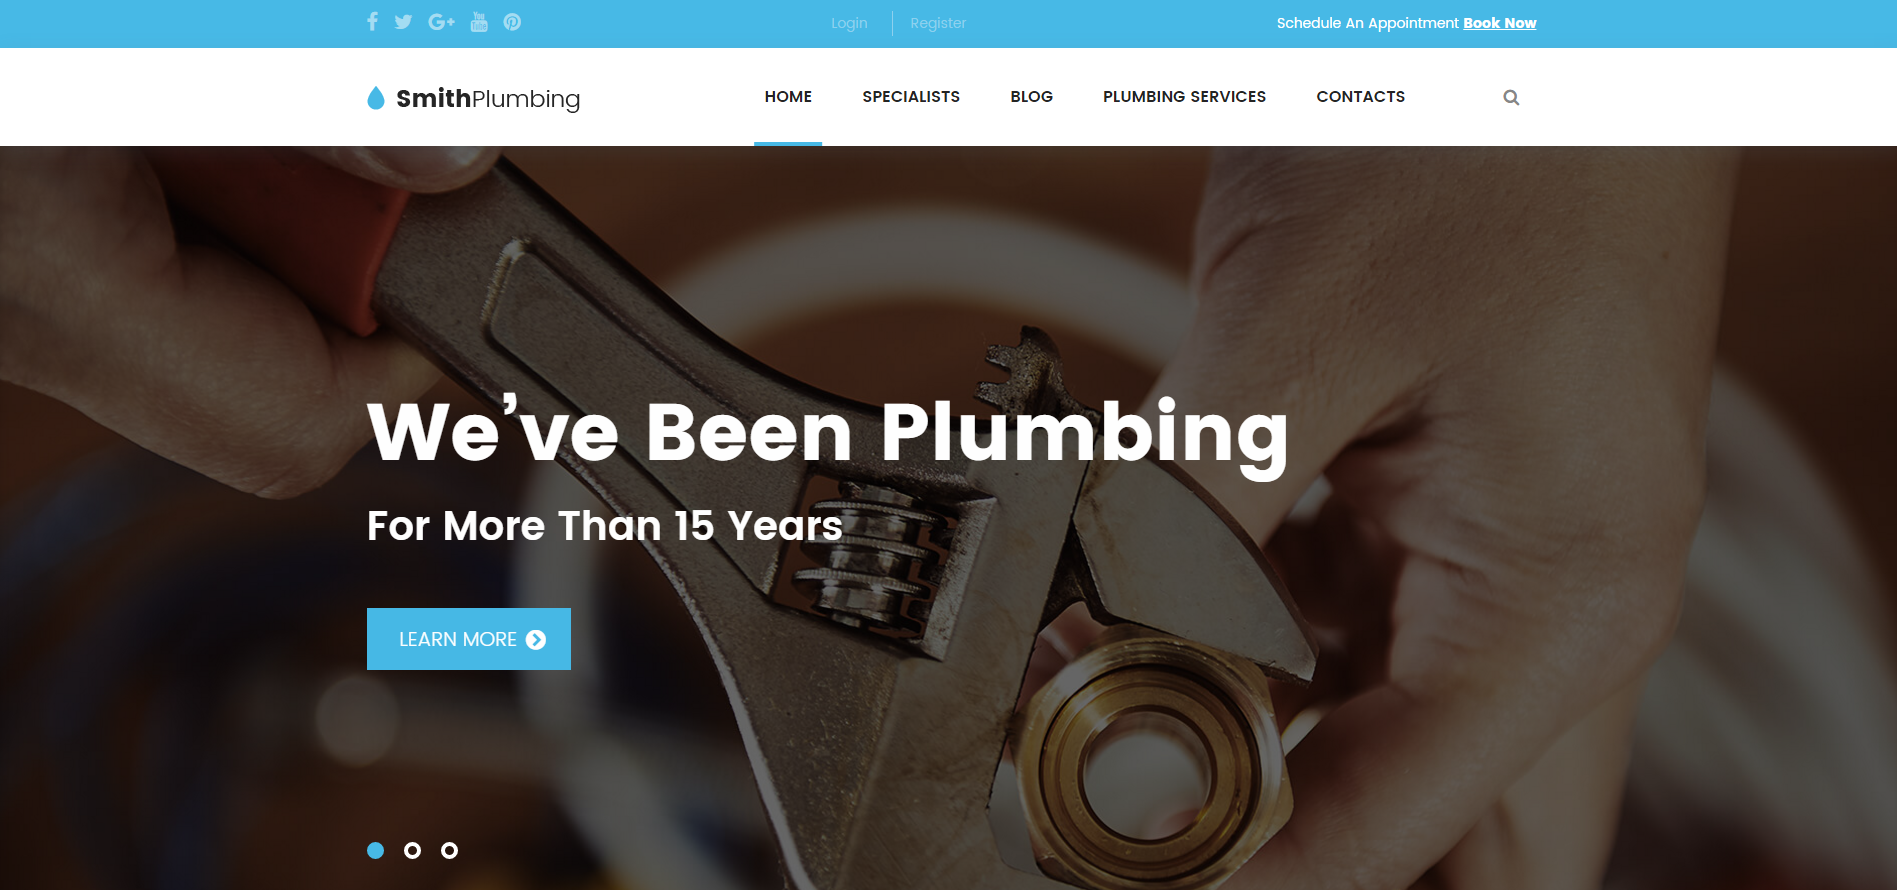 Login Register Schedule An Appointment Book Now
SmithPlumbing HOME SPECIALISTS BLOG PLUMBING SERVICES CONTACTS
We’ve Been Plumbing
For More Than 15 Years
LEARN MORE